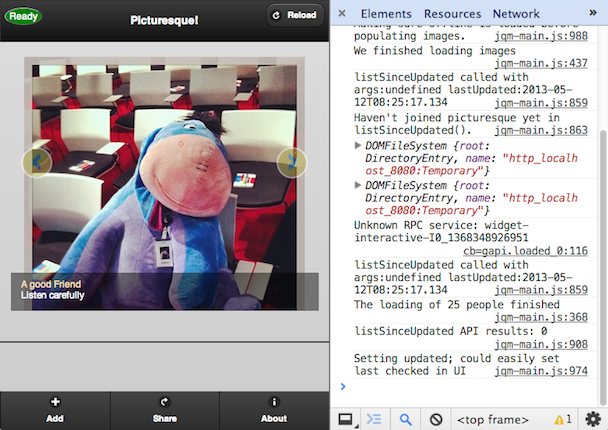 Ready
Picturesque!
Reload
A good Friend
Listen carefully
Add
Share
About
× Elements Resources Network »
populating images. jqm-main.js:988
We finished loading images
jqm-main.js:437
listSinceUpdated called with
args:undefined lastUpdated:2013-05-
12T08:25:17.134 jqm-main.js:859
Haven't joined picturesque yet in
listSinceUpdated(). jqm-main.js:863
▶ DOMFileSystem {root:
DirectoryEntry, name: "http_localh
ost_8080:Temporary"}
▶ DOMFileSystem {root:
DirectoryEntry, name: "http_localh
ost_8080:Temporary"}
Unknown RPC service: widget-
interactive-I0_1368348926951
cb=gapi.loaded_0:116
listSinceUpdated called with
args:undefined lastUpdated:2013-05-
12T08:25:17.134 jqm-main.js:859
The loading of 25 people finished
jqm-main.js:368
listSinceUpdated API results: 0
jqm-main.js:908
Setting updated; could easily set
last checked in UI jqm-main.js:974
>
<top frame> 1